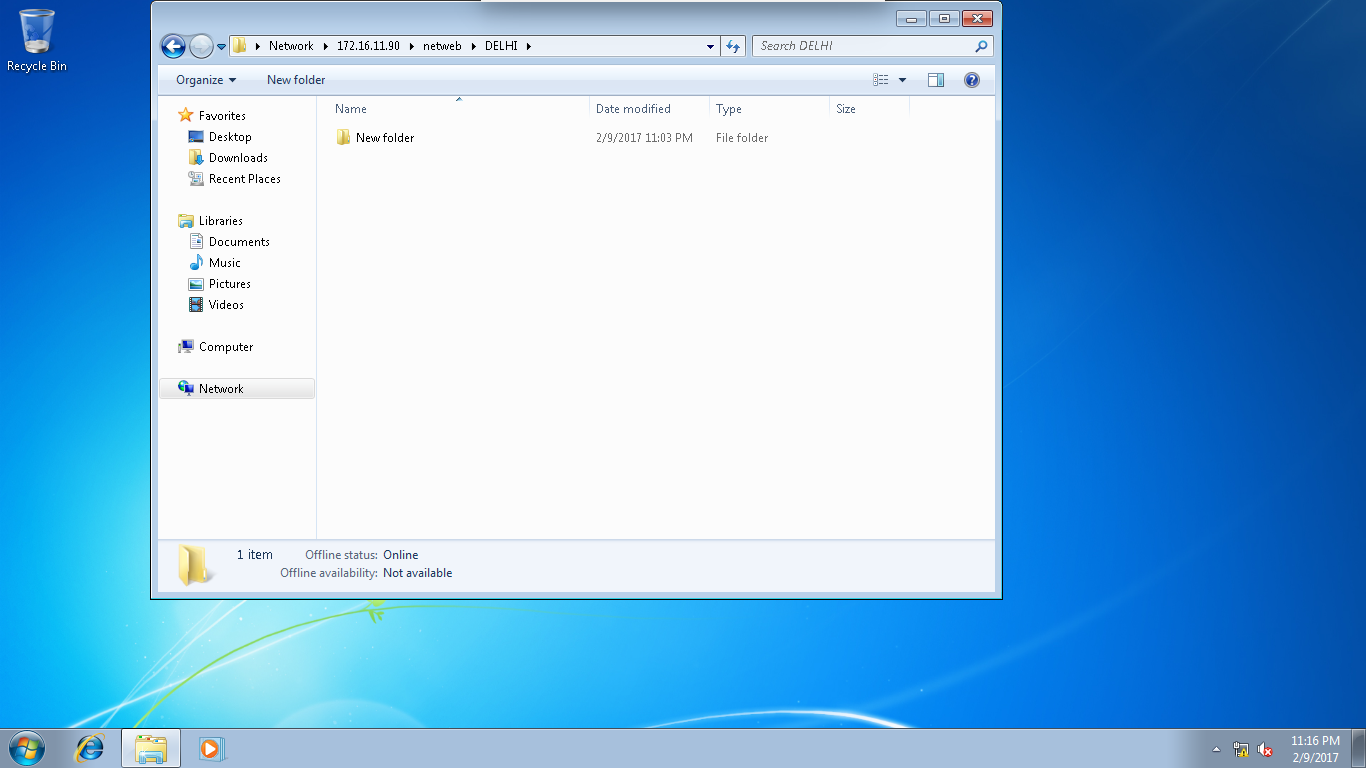 Recycle Bin
Network 172.16.11.90 netweb DELHI
Search DELHI
Organize New folder
Name Date modified Type Size
New folder 2/9/2017 11:03 PM File folder
Favorites
Desktop
Downloads
Recent Places
Libraries
Documents
Music
Pictures
Videos
Computer
Network
1 item Offline status: Online
Offline availability: Not available
11:16 PM
2/9/2017